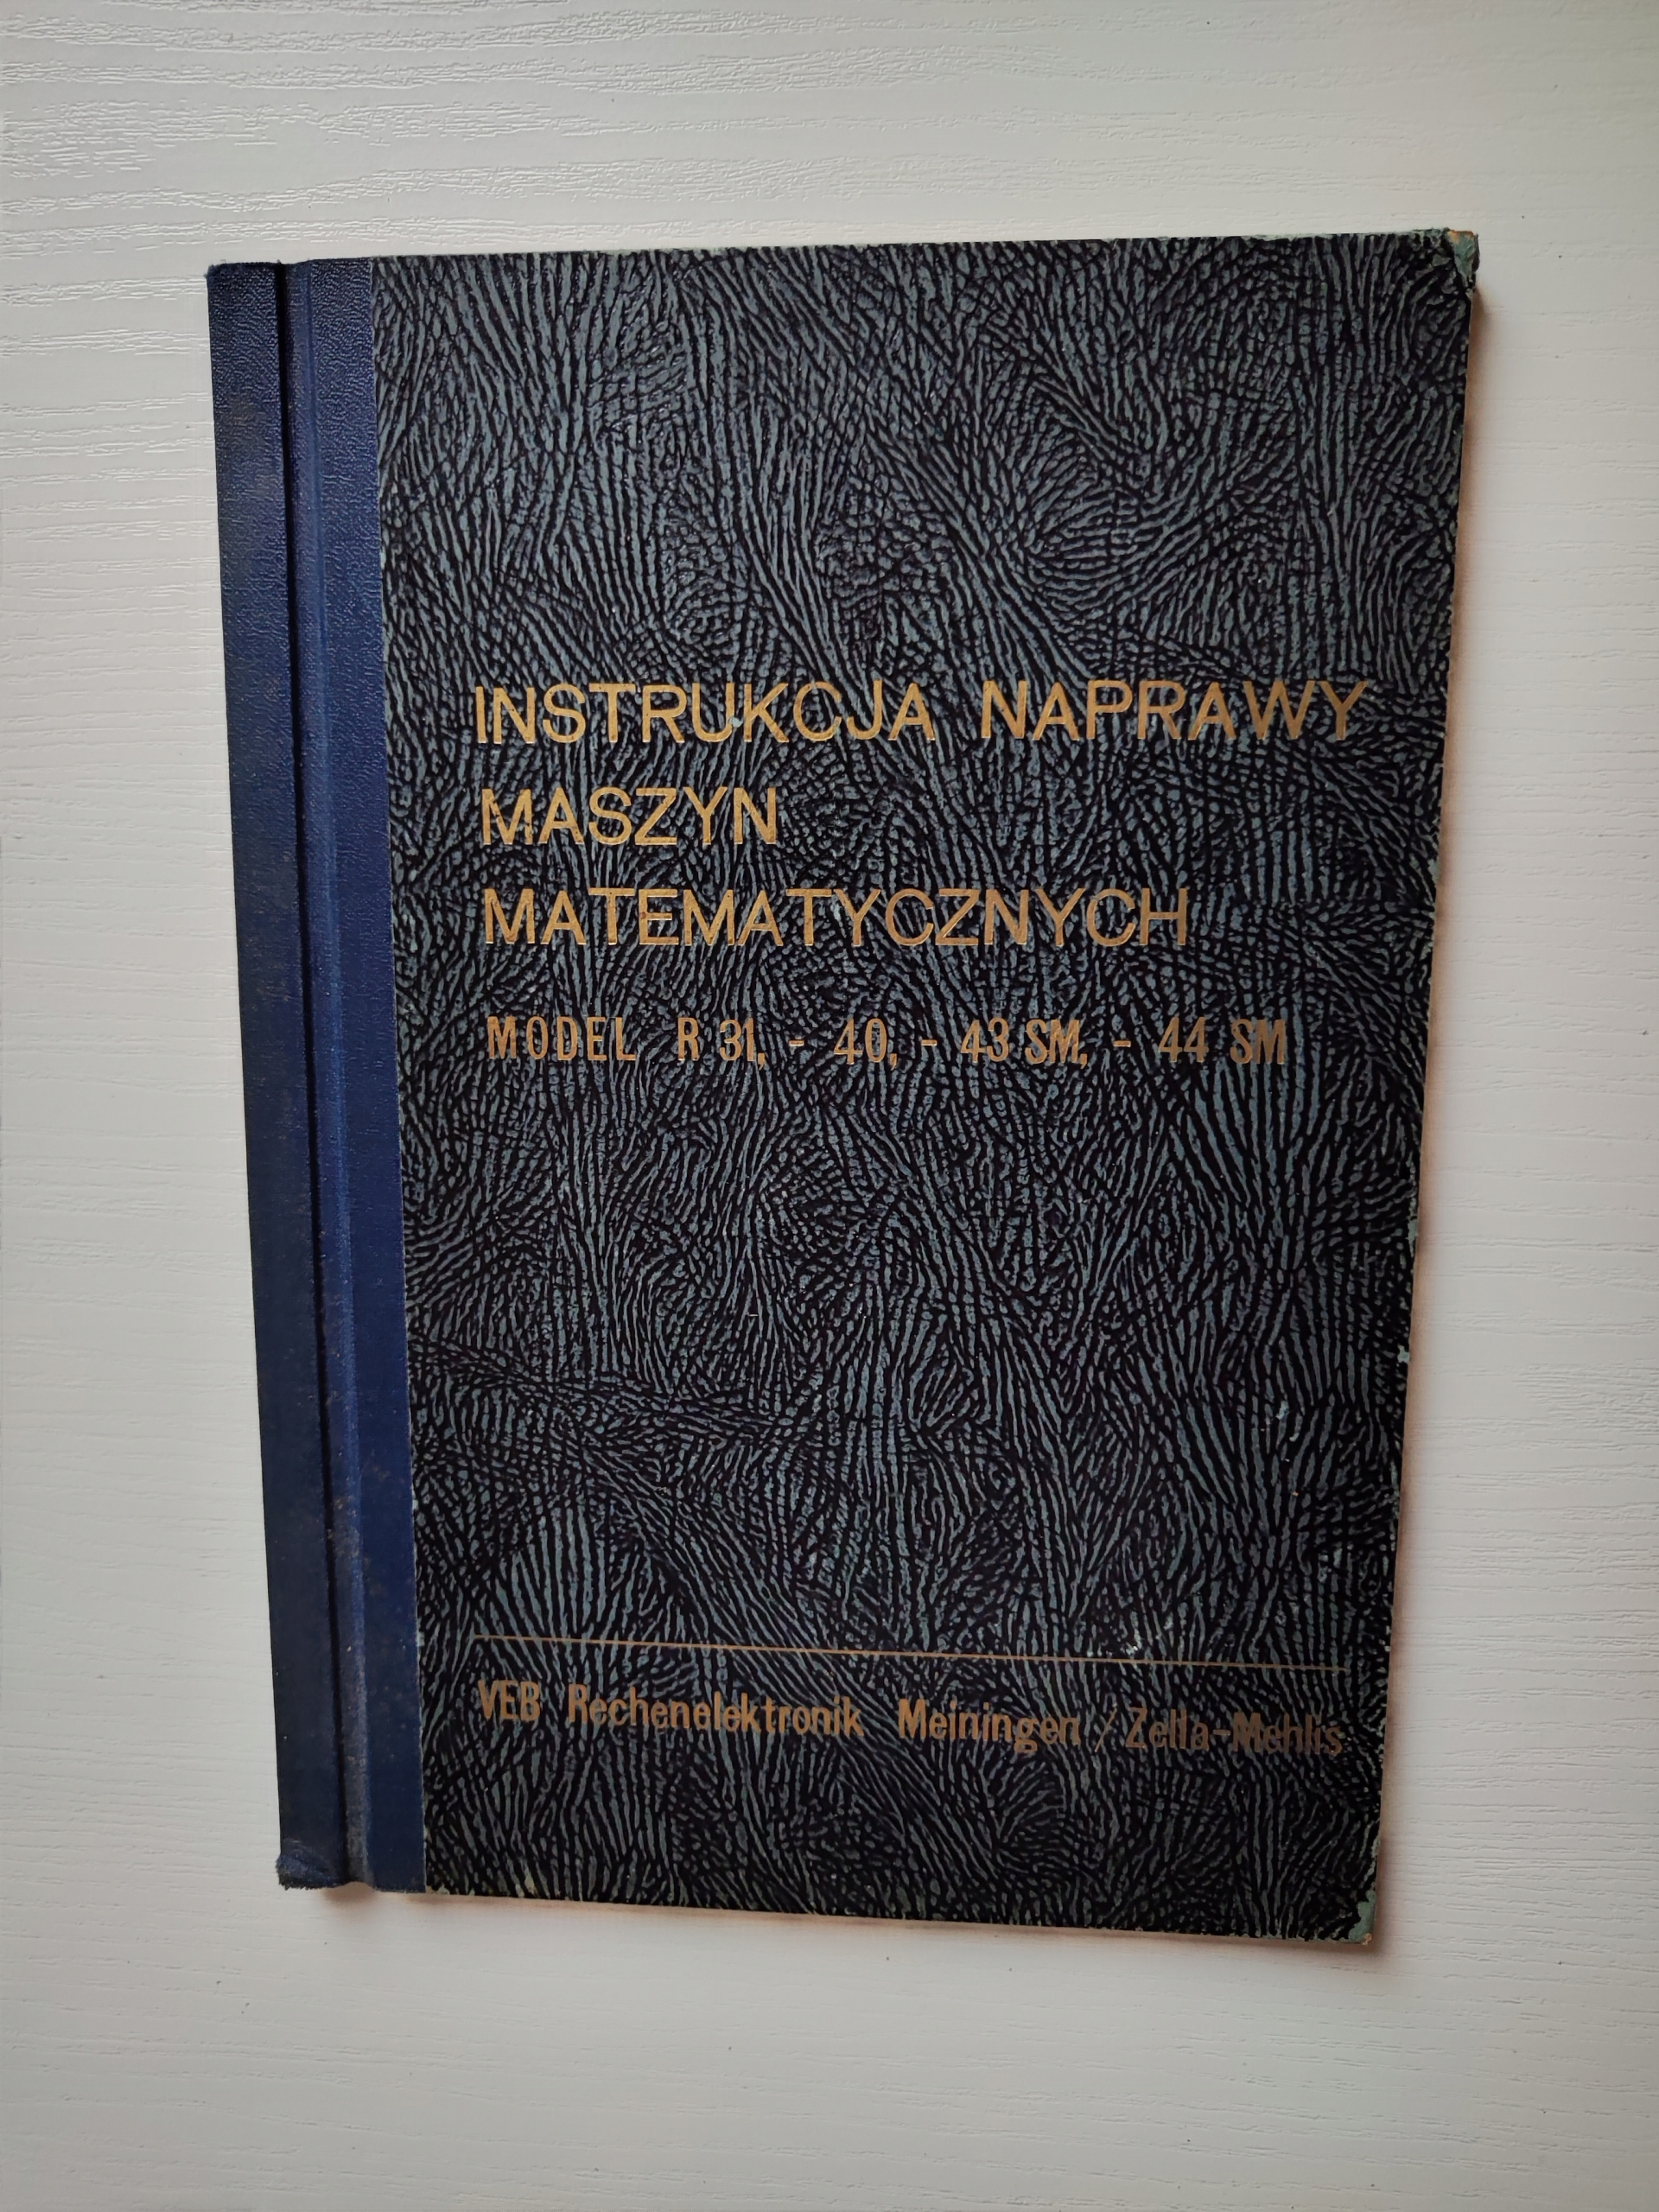 INSTRUKCJA NAPRAWY
MASZYN
MATEMATYCZNYCH
MODEL R 31, - 40, - 43 SM, - 44 SM
VEB Rechenelektronik Meiningen / Zella-Mehlis